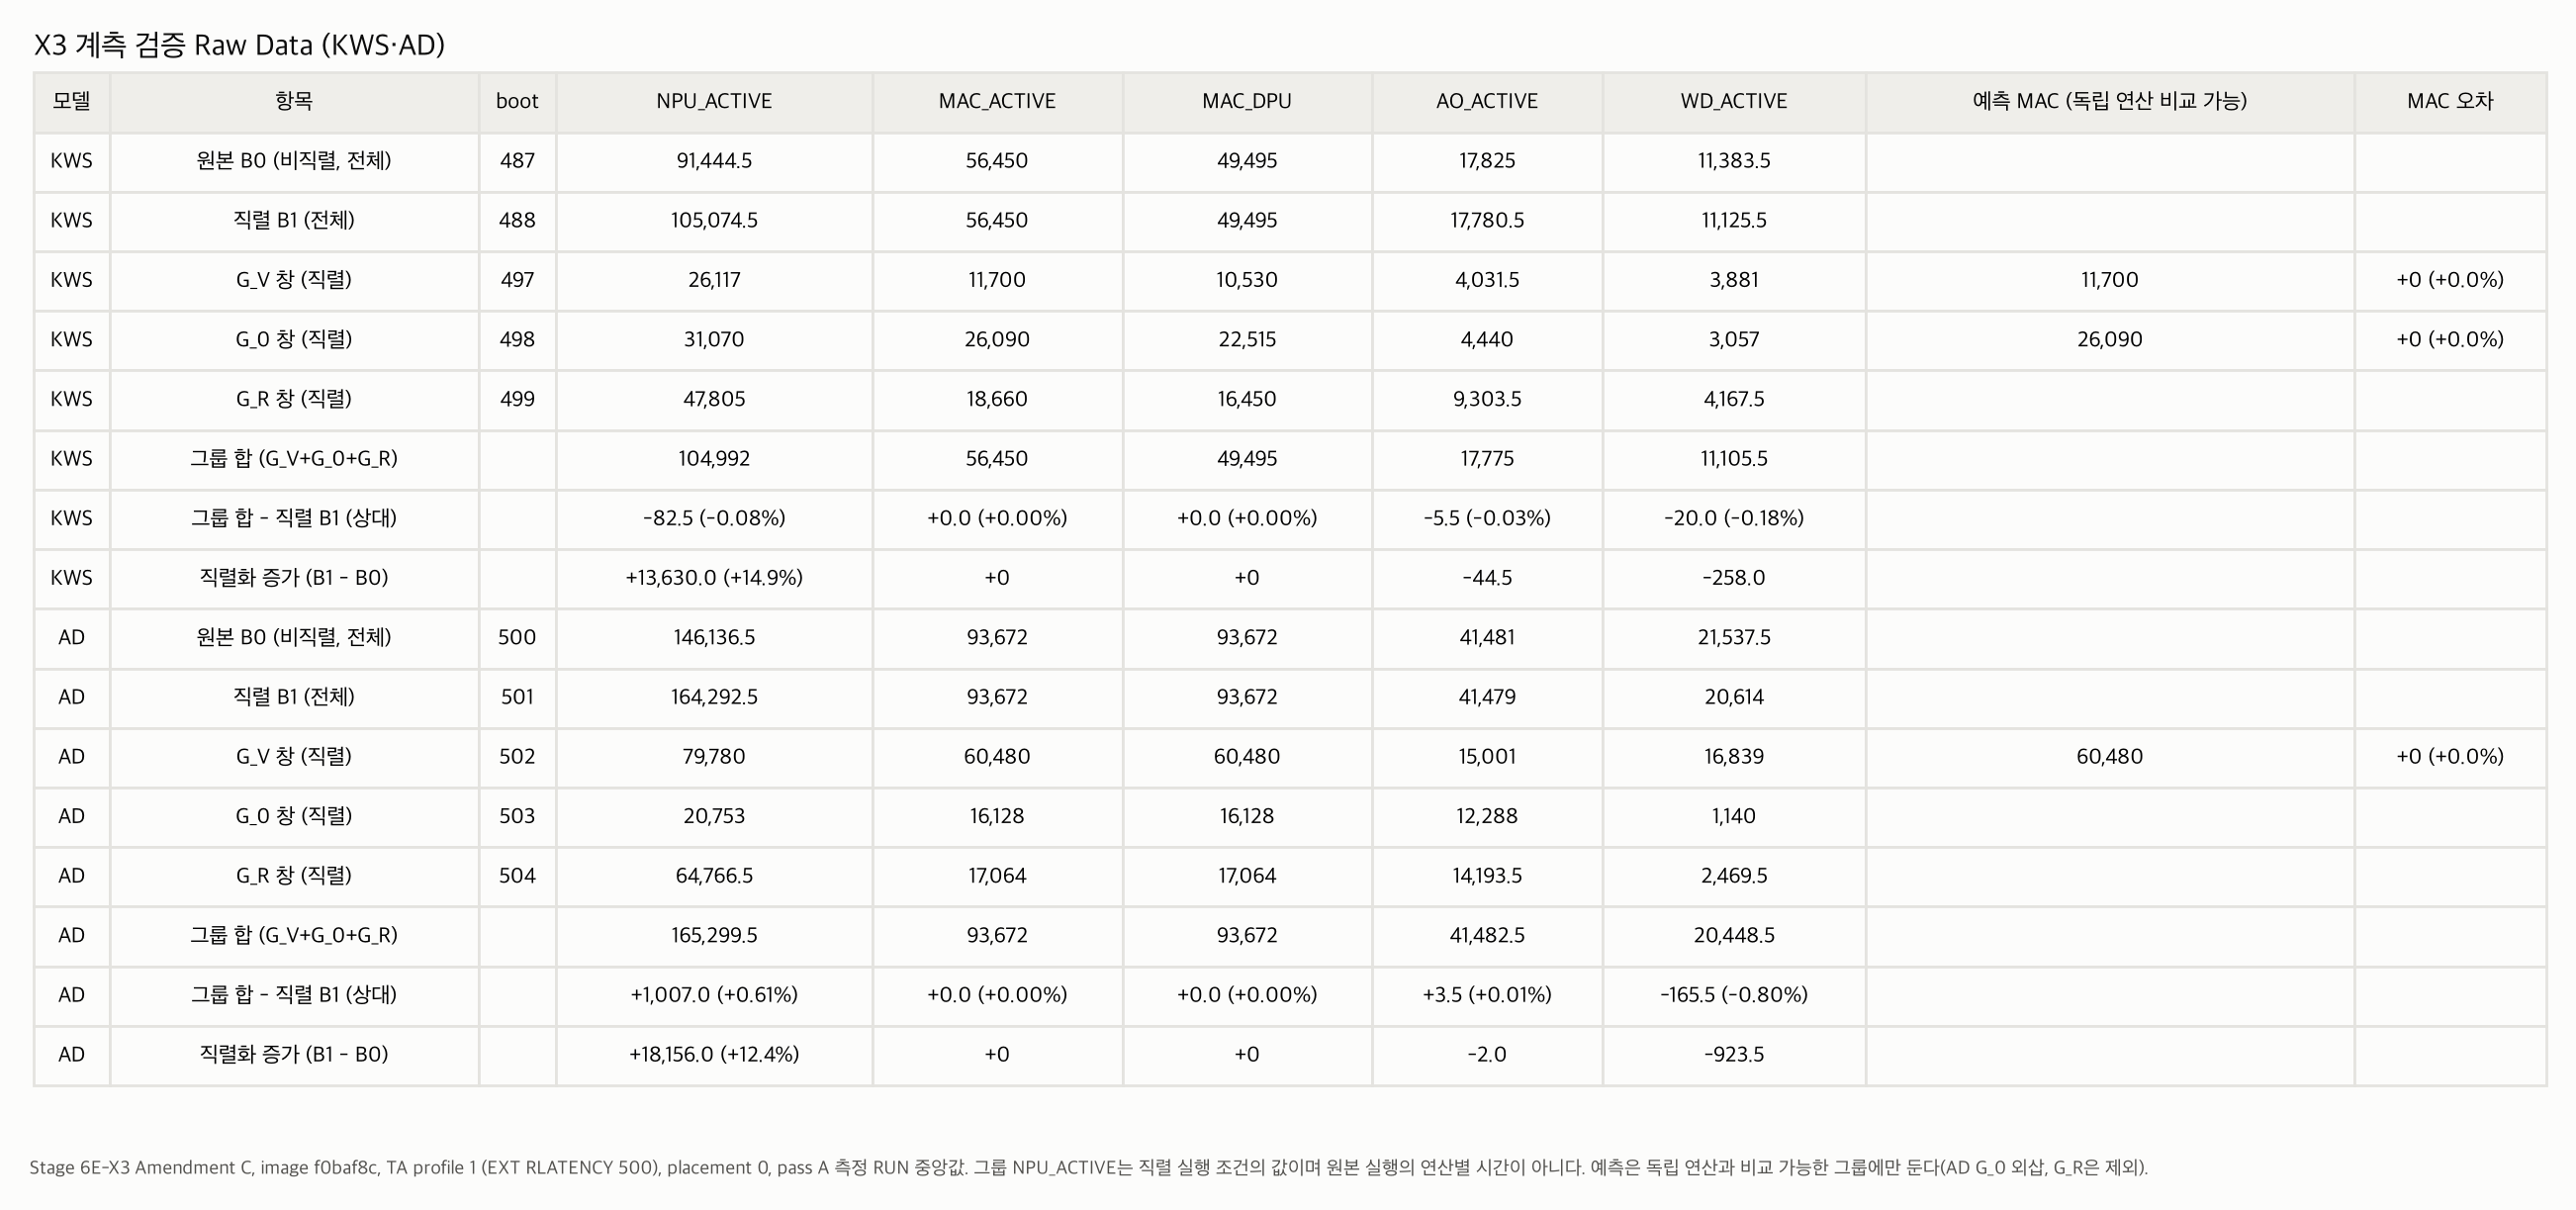 X3 계측 검증 Raw Data (KWS·AD)
모델 항목 boot NPU_ACTIVE MAC_ACTIVE MAC_DPU AO_ACTIVE WD_ACTIVE 예측 MAC (독립 연산 비교 가능) MAC 오차
KWS 원본 B0 (비직렬, 전체) 487 91,444.5 56,450 49,495 17,825 11,383.5
KWS 직렬 B1 (전체) 488 105,074.5 56,450 49,495 17,780.5 11,125.5
KWS G_V 창 (직렬) 497 26,117 11,700 10,530 4,031.5 3,881 11,700 +0 (+0.0%)
KWS G_0 창 (직렬) 498 31,070 26,090 22,515 4,440 3,057 26,090 +0 (+0.0%)
KWS G_R 창 (직렬) 499 47,805 18,660 16,450 9,303.5 4,167.5
KWS 그룹 합 (G_V+G_0+G_R) 104,992 56,450 49,495 17,775 11,105.5
KWS 그룹 합 - 직렬 B1 (상대) -82.5 (-0.08%) +0.0 (+0.00%) +0.0 (+0.00%) -5.5 (-0.03%) -20.0 (-0.18%)
KWS 직렬화 증가 (B1 - B0) +13,630.0 (+14.9%) +0 +0 -44.5 -258.0
AD 원본 B0 (비직렬, 전체) 500 146,136.5 93,672 93,672 41,481 21,537.5
AD 직렬 B1 (전체) 501 164,292.5 93,672 93,672 41,479 20,614
AD G_V 창 (직렬) 502 79,780 60,480 60,480 15,001 16,839 60,480 +0 (+0.0%)
AD G_0 창 (직렬) 503 20,753 16,128 16,128 12,288 1,140
AD G_R 창 (직렬) 504 64,766.5 17,064 17,064 14,193.5 2,469.5
AD 그룹 합 (G_V+G_0+G_R) 165,299.5 93,672 93,672 41,482.5 20,448.5
AD 그룹 합 - 직렬 B1 (상대) +1,007.0 (+0.61%) +0.0 (+0.00%) +0.0 (+0.00%) +3.5 (+0.01%) -165.5 (-0.80%)
AD 직렬화 증가 (B1 - B0) +18,156.0 (+12.4%) +0 +0 -2.0 -923.5
Stage 6E-X3 Amendment C, image f0baf8c, TA profile 1 (EXT RLATENCY 500), placement 0, pass A 측정 RUN 중앙값. 그룹 NPU_ACTIVE는 직렬 실행 조건의 값이며 원본 실행의 연산별 시간이 아니다. 예측은 독립 연산과 비교 가능한 그룹에만 둔다(AD G_0 외삽, G_R은 제외).